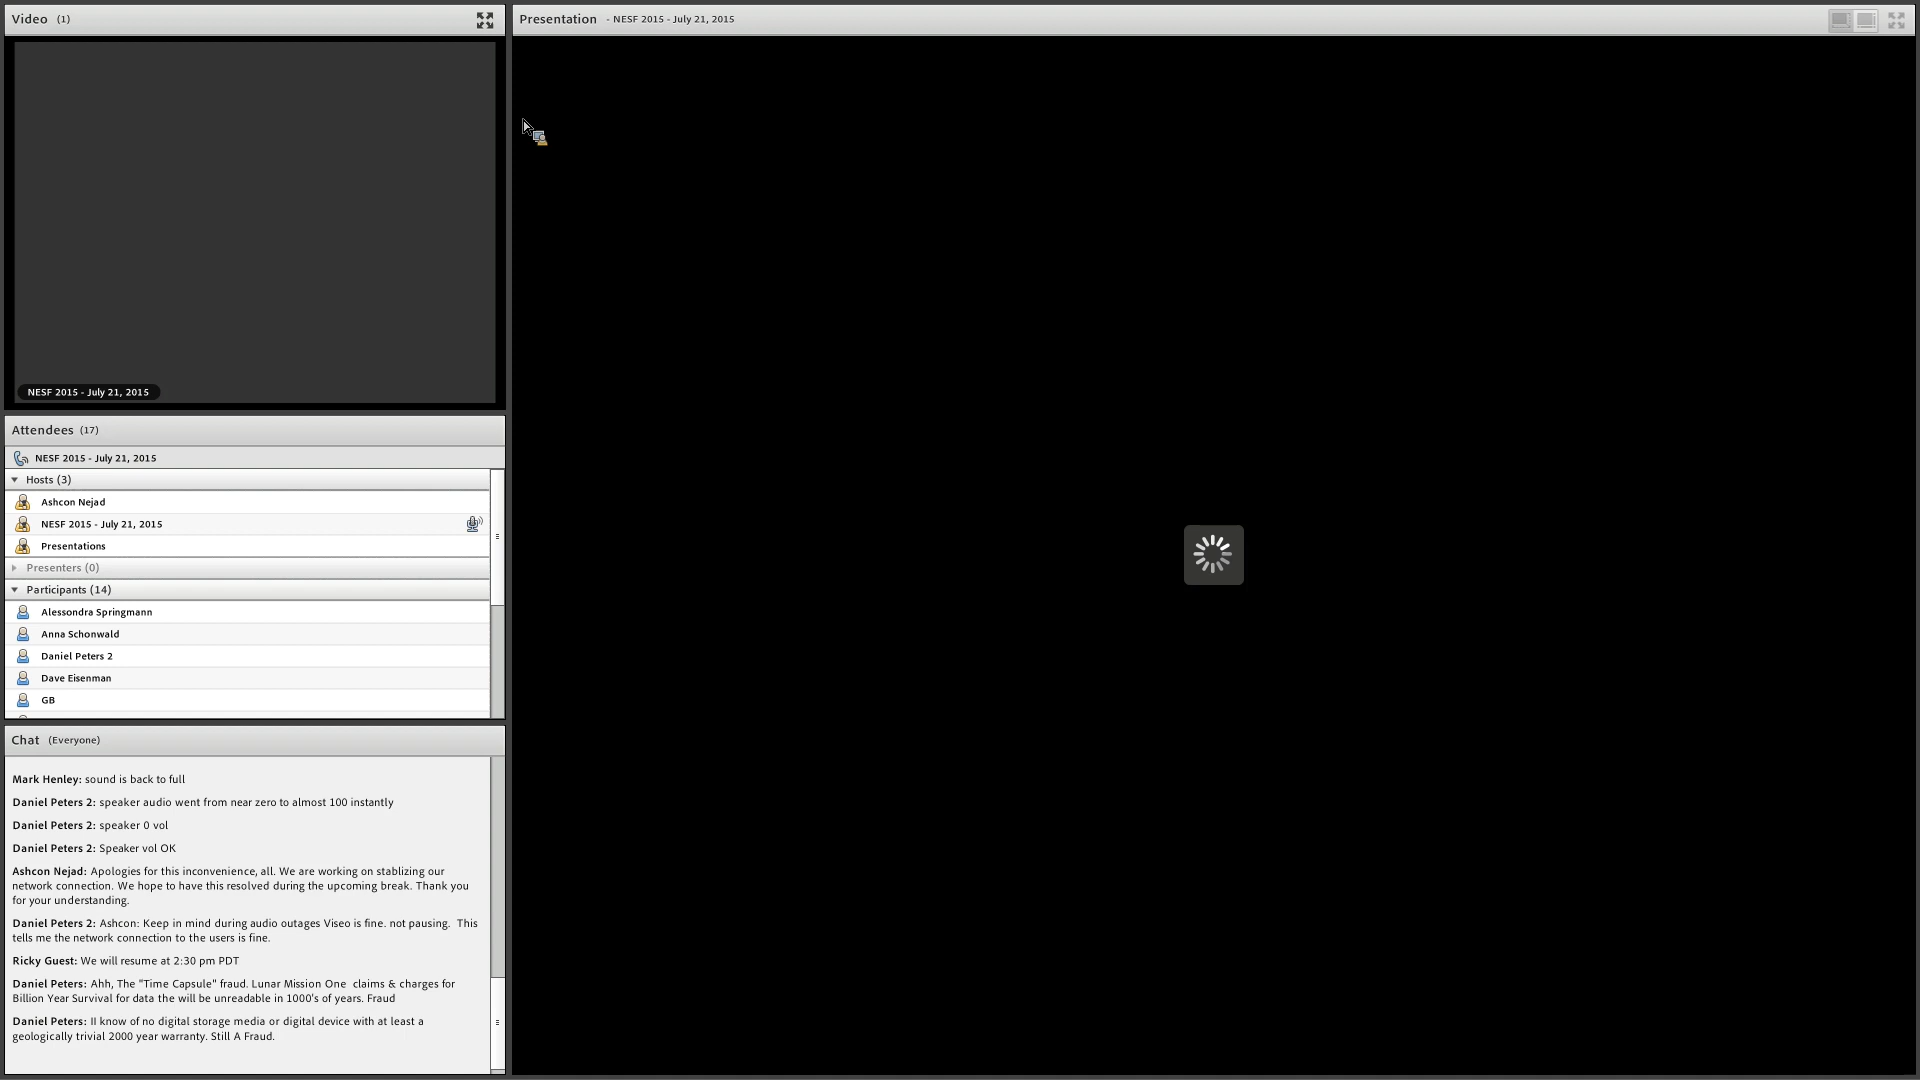 Video (1)
NESF 2015 - July 21, 2015
Attendees (17)
NESF 2015 - July 21, 2015
Hosts (3)
Ashcon Nejad
NESF 2015 - July 21, 2015
Presentations
Presenters (0)
Participants (14)
Alessondra Springmann
Anna Schonwald
Daniel Peters 2
Dave Eisenman
GB
Chat (Everyone)
Mark Henley: sound is back to full
Daniel Peters 2: speaker audio went from near zero to almost 100 instantly
Daniel Peters 2: speaker 0 vol
Daniel Peters 2: Speaker vol OK
Ashcon Nejad: Apologies for this inconvenience, all. We are working on stablizing our
network connection. We hope to have this resolved during the upcoming break. Thank you
for your understanding.
Daniel Peters 2: Ashcon: Keep in mind during audio outages Viseo is fine. not pausing. This
tells me the network connection to the users is fine.
Ricky Guest: We will resume at 2:30 pm PDT
Daniel Peters: Ahh, The "Time Capsule" fraud. Lunar Mission One claims & charges for
Billion Year Survival for data the will be unreadable in 1000's of years. Fraud
Daniel Peters: II know of no digital storage media or digital device with at least a
geologically trivial 2000 year warranty. Still A Fraud.
Presentation - NESF 2015 - July 21, 2015